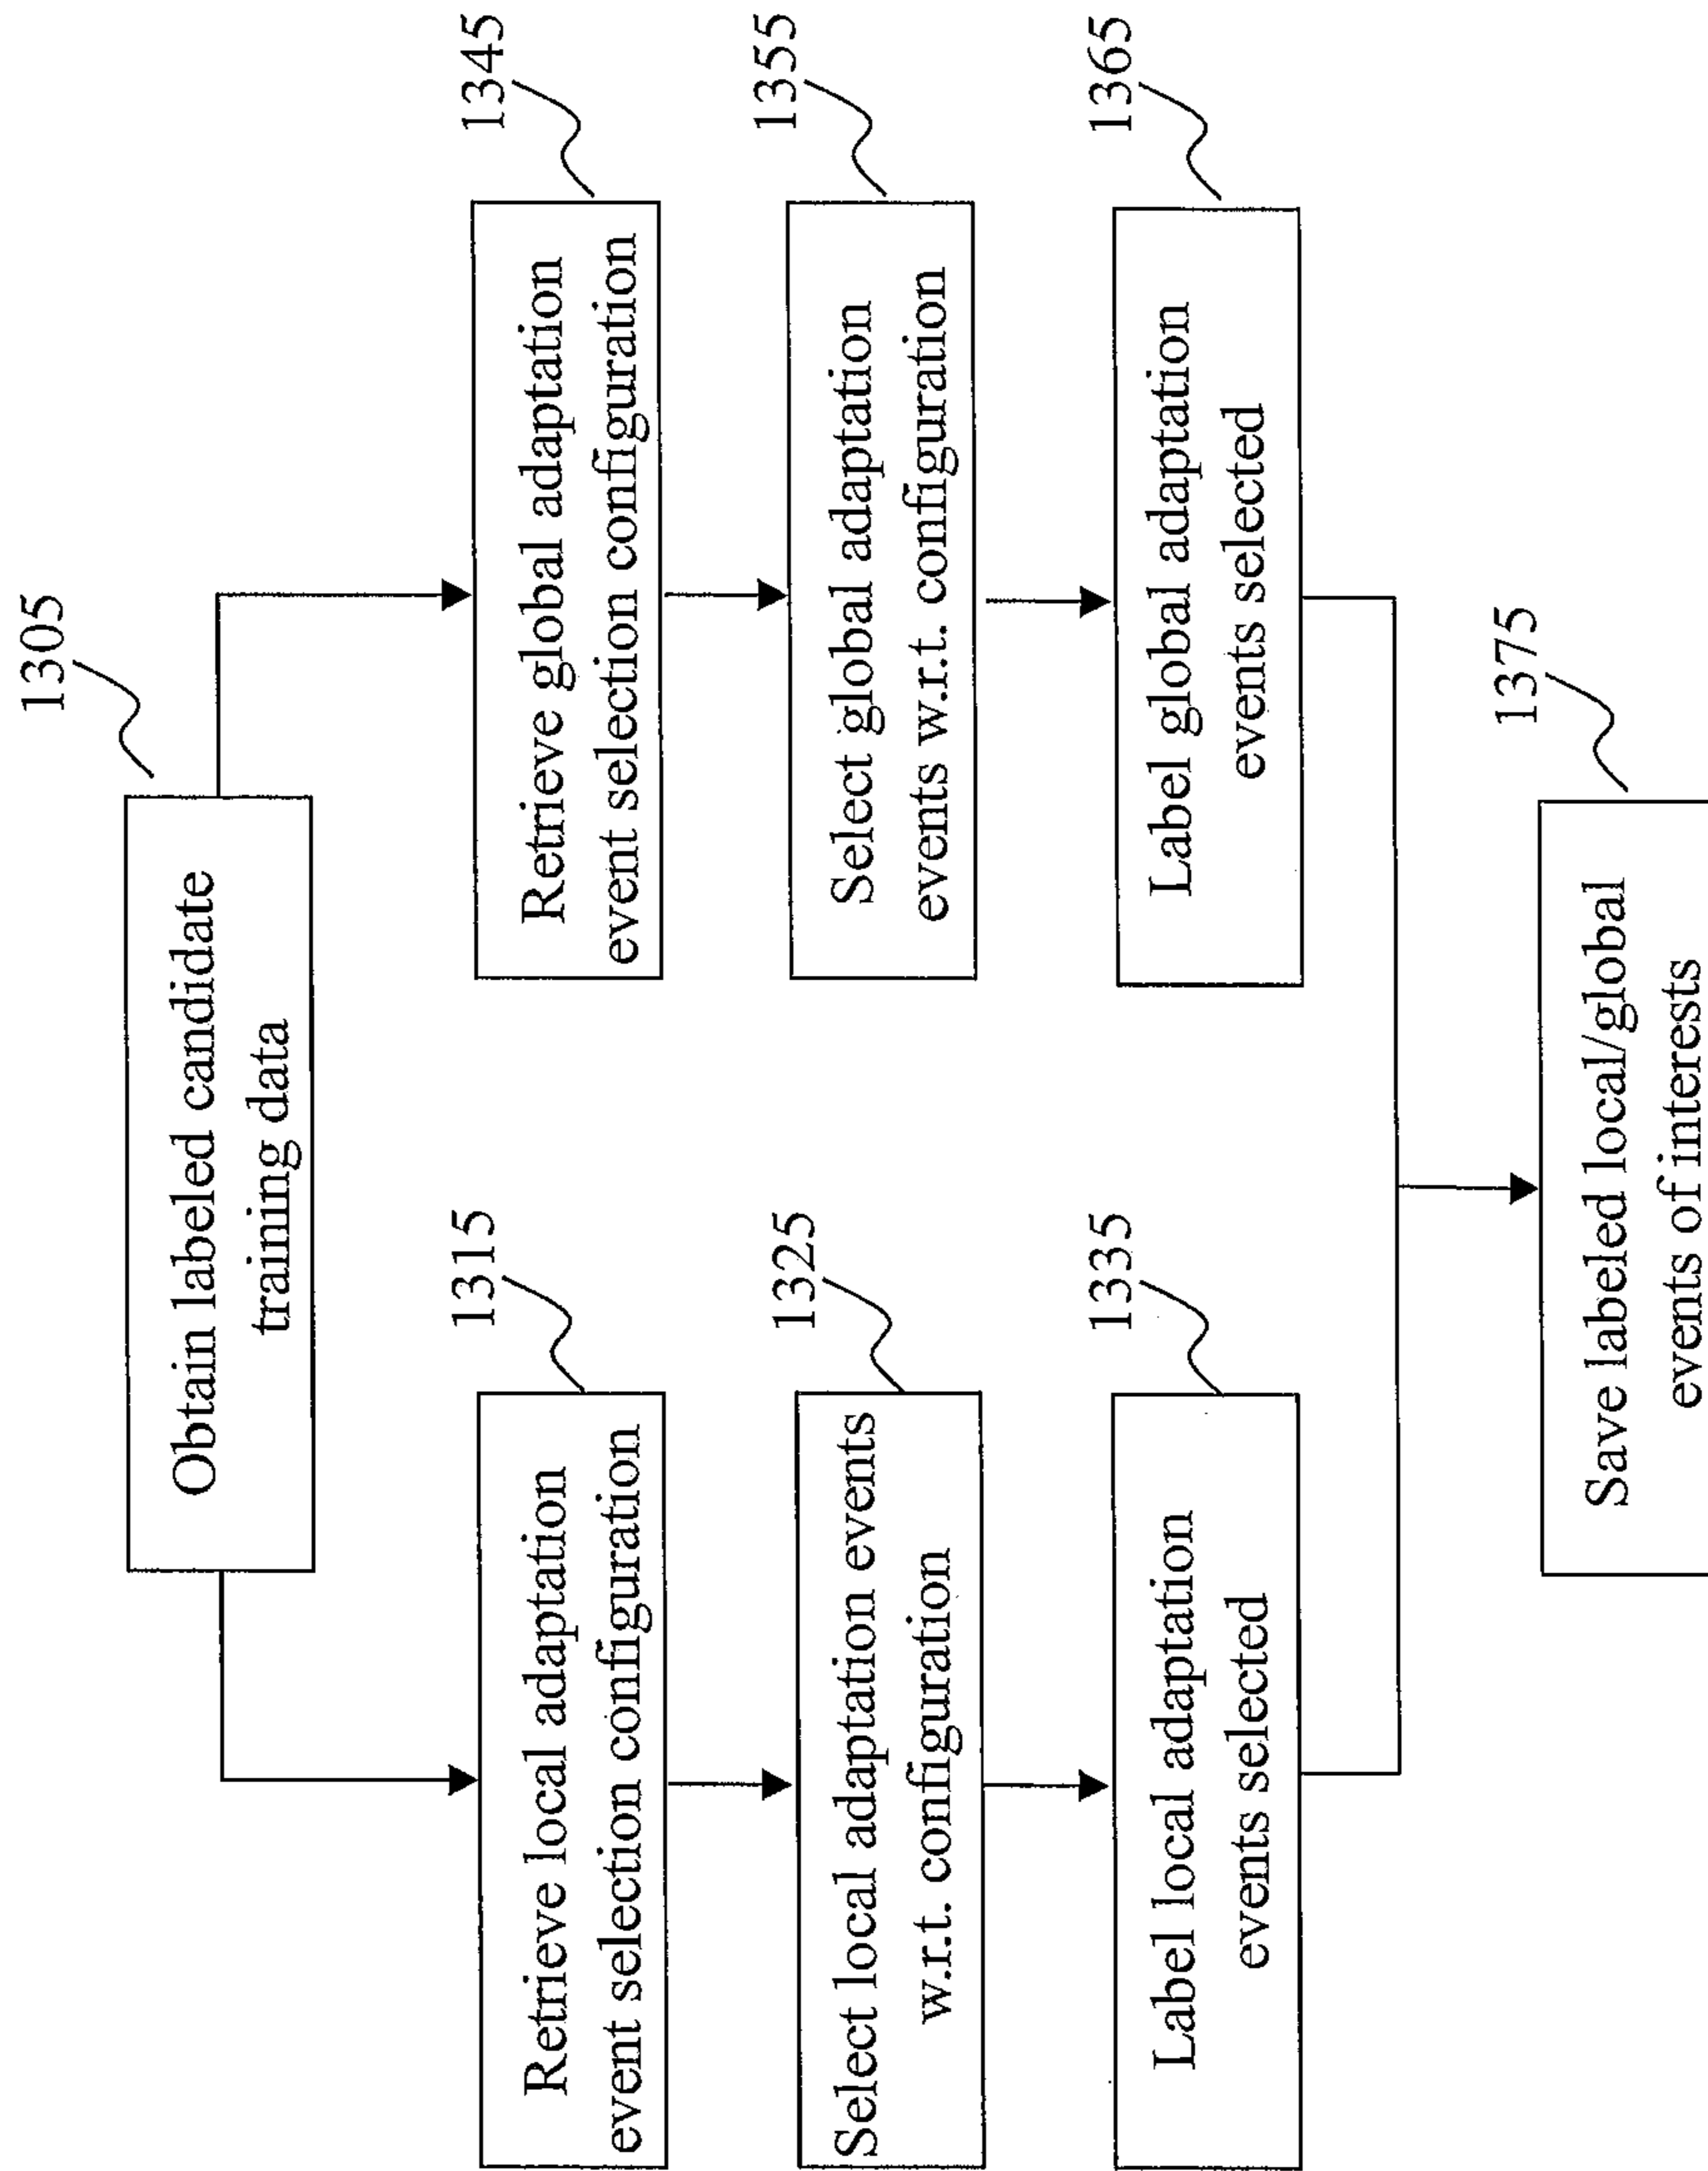 1305
Obtain labeled candidate
training data
1315
Retrieve local adaptation
event selection configuration
1325
Select local adaptation events
w.r.t. configuration
1335
Label local adaptation
events selected
1345
Retrieve global adaptation
event selection configuration
1355
Select global adaptation
events w.r.t. configuration
1365
Label global adaptation
events selected
1375
Save labeled local/global
events of interests